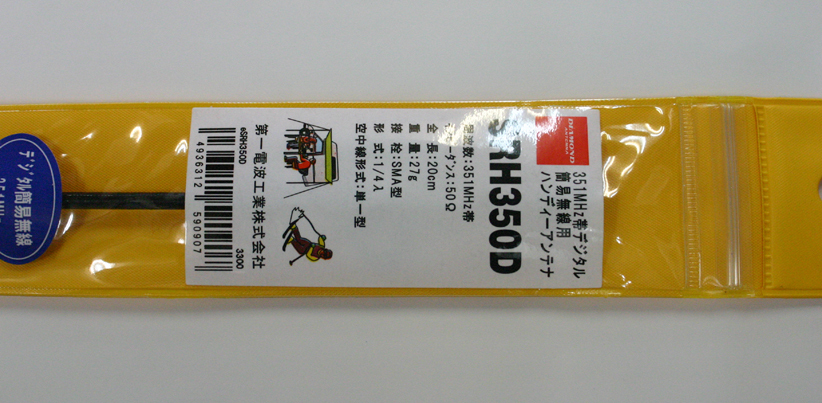 351MHz帯デジタル
簡易無線用
ハンディーアンテナ
DIAMOND
ANTENNA
SRH350D
周波数:351MHz帯
インピーダンス:50Ω
全 長:20cm
重 量:27g
接 栓:SMA型
形 式:1/4λ
空中線形式:単一型
第一電波工業株式会社
eSRH350D
3300
4936312 590907
デジタル簡易無線